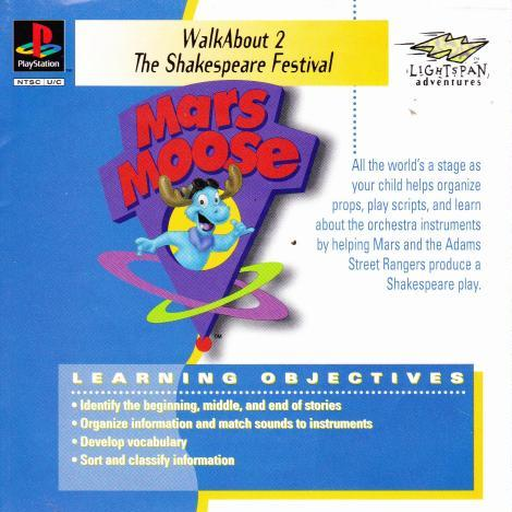 PlayStation
NTSC U/C
WalkAbout 2
The Shakespeare Festival
LIGHTSPAN
adventures
Mars
Moose
TM
All the world's a stage as
your child helps organize
props, play scripts, and learn
about the orchestra instruments
by helping Mars and the Adams
Street Rangers produce a
Shakespeare play.
LEARNING OBJECTIVES
• Identify the beginning, middle, and end of stories
• Organize information and match sounds to instruments
• Develop vocabulary
• Sort and classify information